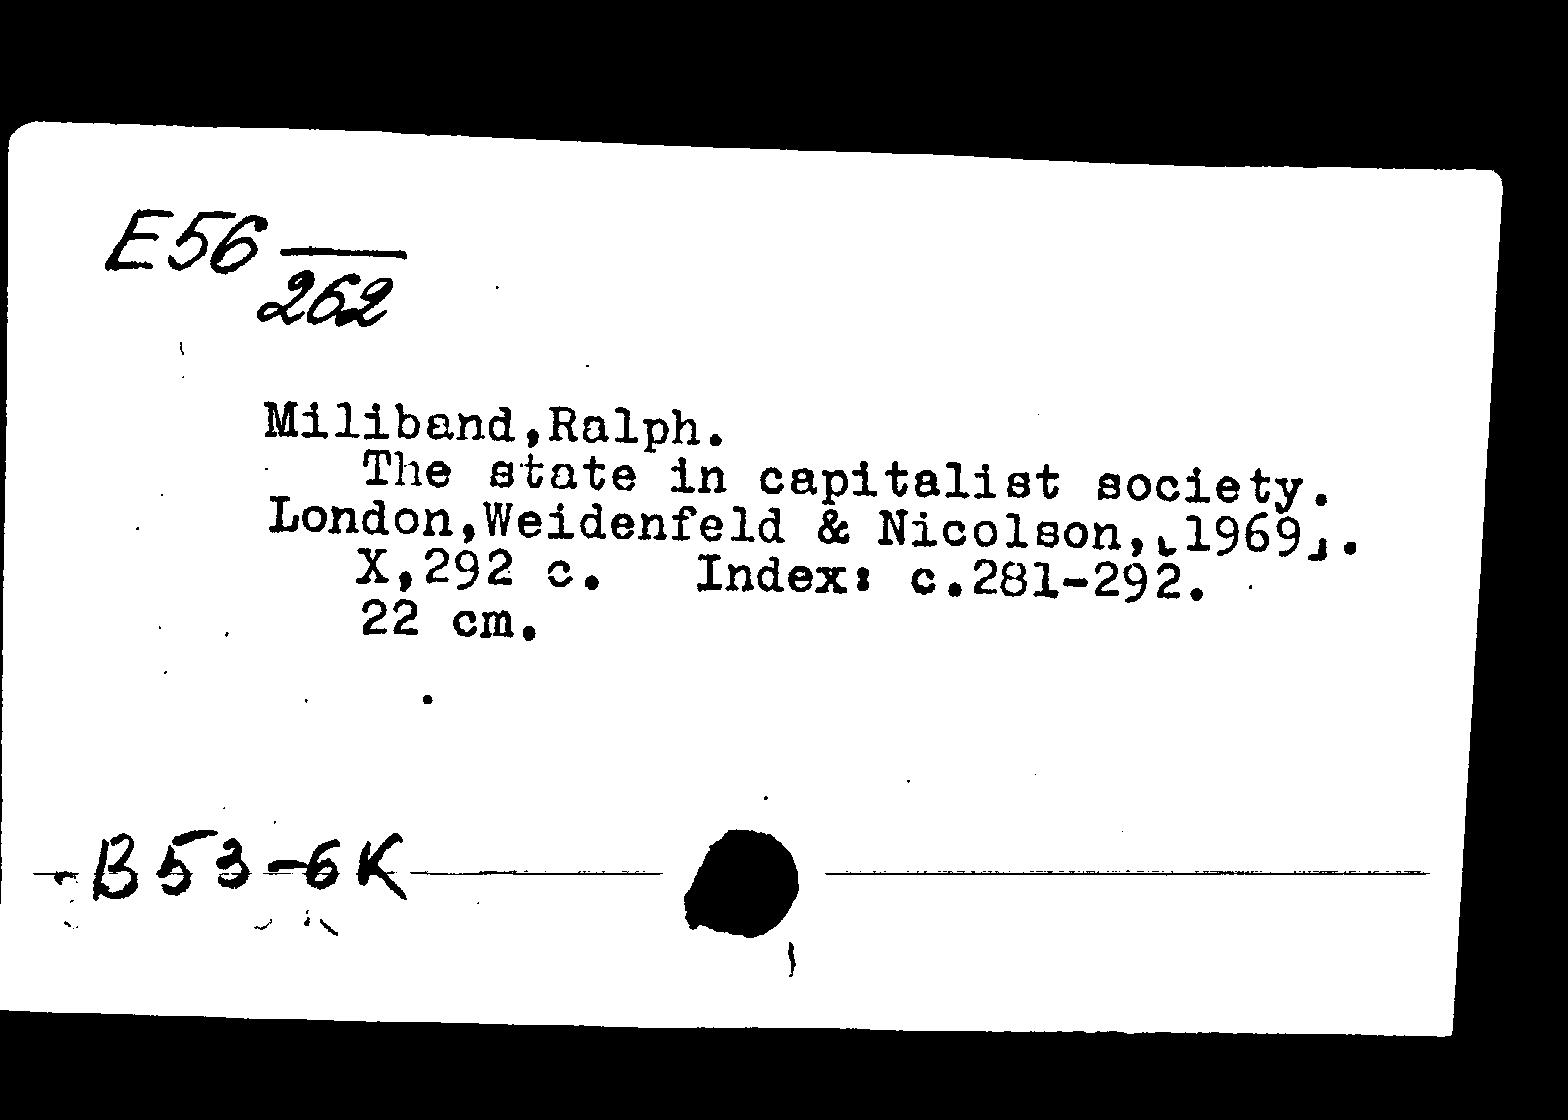 E56
262
Miliband,Ralph.
The state in capitalist society.
London,Weidenfeld & Nicolson,⌞1969⌟.
X,292 c. Index: c.281-292.
22 cm.
B53-6K